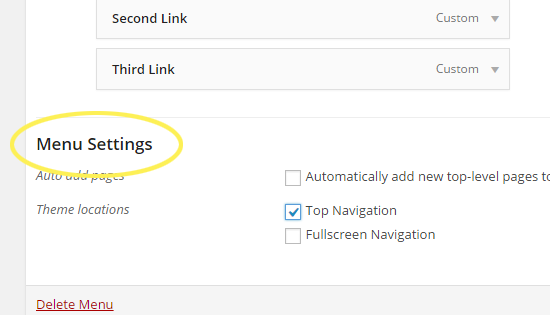 Second Link Custom
Third Link Custom
Menu Settings
Auto add pages Automatically add new top-level pages
Theme locations Top Navigation
Fullscreen Navigation
Delete Menu